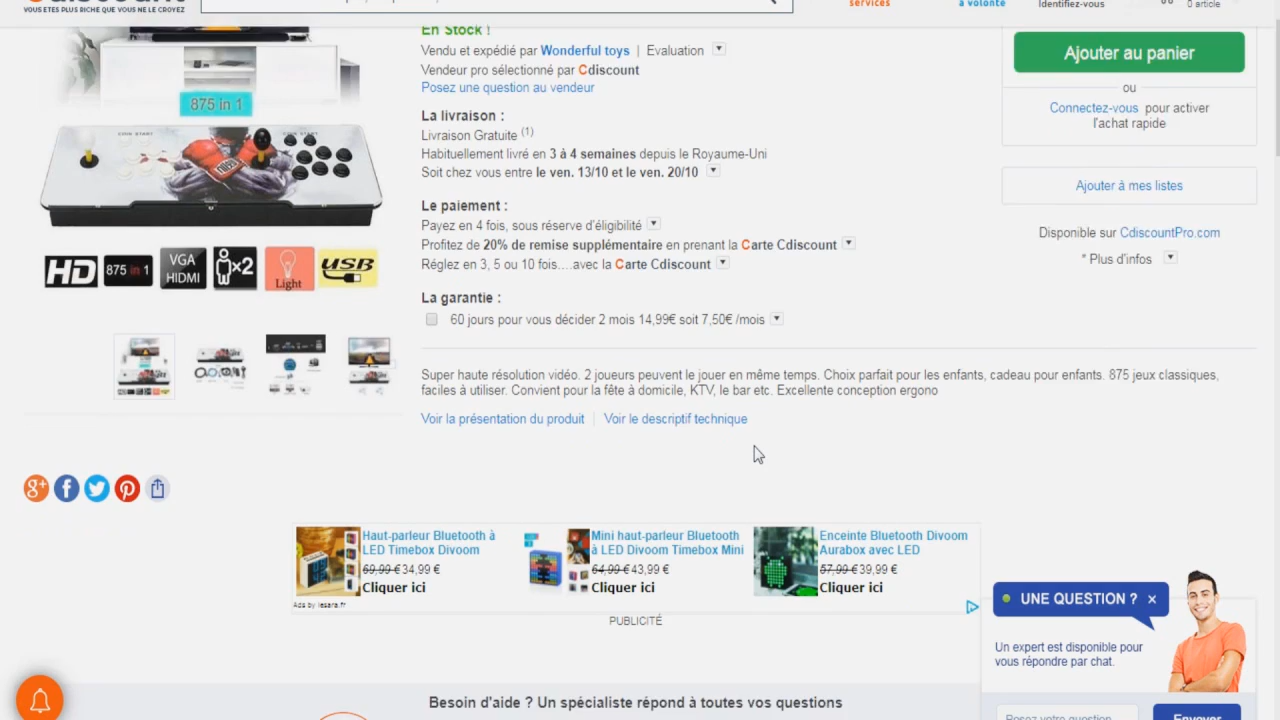 VOUS ETES PLUS RICHE QUE VOUS NE CROYEZ
services
à volonté
Identifiez-vous
0 article
En Stock !
Vendu et expédié par Wonderful toys | Evaluation
Vendeur pro sélectionné par Cdiscount
Posez une question au vendeur
875 in 1
La livraison :
Livraison Gratuite (1)
Habituellement livré en 3 à 4 semaines depuis le Royaume-Uni
Soit chez vous entre le ven. 13/10 et le ven. 20/10
Le paiement :
Payez en 4 fois, sous réserve d'éligibilité
Profitez de 20% de remise supplémentaire en prenant la Carte Cdiscount
Réglez en 3, 5 ou 10 fois....avec la Carte Cdiscount
La garantie :
60 jours pour vous décider 2 mois 14,99€ soit 7,50€ /mois
Ajouter au panier
ou
Connectez-vous pour activer
l'achat rapide
Ajouter à mes listes
Disponible sur CdiscountPro.com
* Plus d'infos
HD
875 in 1
VGA
HIDMI
×2
Light
USB
Super haute résolution vidéo. 2 joueurs peuvent le jouer en même temps. Choix parfait pour les enfants, cadeau pour enfants. 875 jeux classiques,
faciles à utiliser. Convient pour la fête à domicile, KTV, le bar etc. Excellente conception ergono
Voir la présentation du produit | Voir le descriptif technique
Haut-parleur Bluetooth à
LED Timebox Divoom
69,99 € 34,99 €
Cliquer ici
Mini haut-parleur Bluetooth
à LED Divoom Timebox Mini
64,99 € 43,99 €
Cliquer ici
Enceinte Bluetooth Divoom
Aurabox avec LED
57,99 € 39,99 €
Cliquer ici
Ads by lesara.fr
PUBLICITÉ
UNE QUESTION ? ×
Un expert est disponible pour
vous répondre par chat.
Posez votre question
Envoyer
Besoin d'aide ? Un spécialiste répond à toutes vos questions